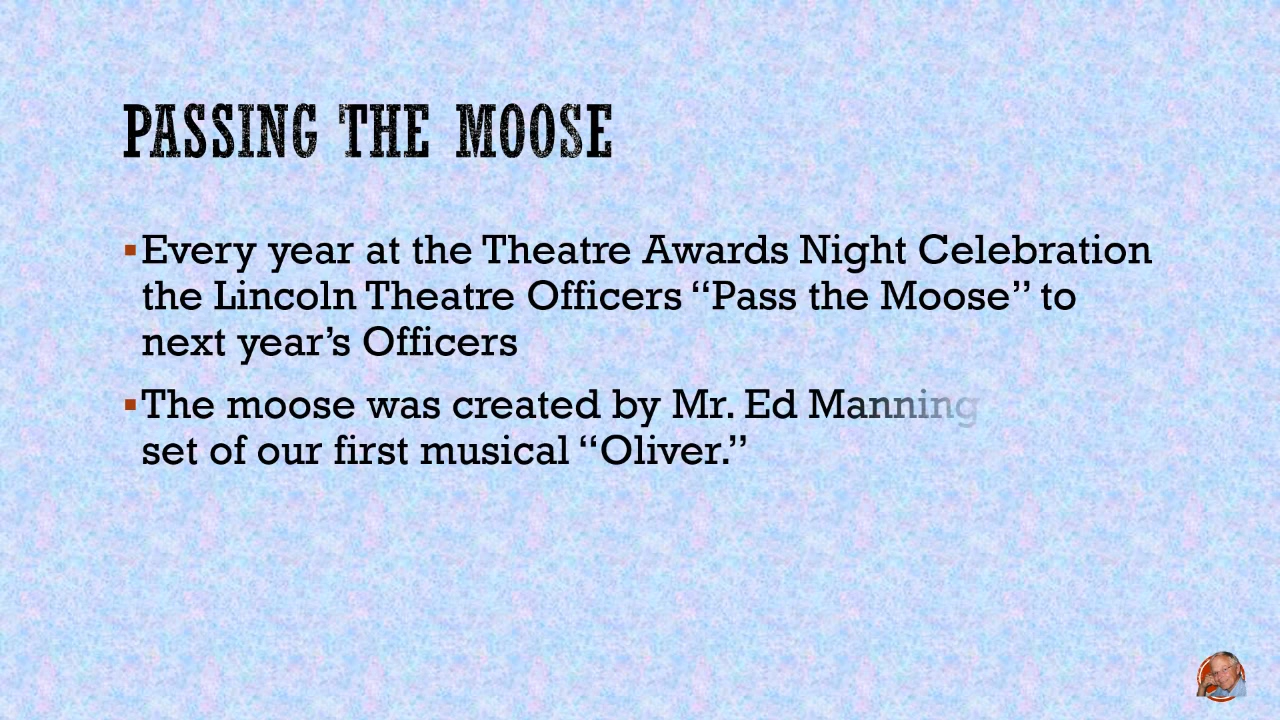 PASSING THE MOOSE
▪Every year at the Theatre Awards Night Celebration
the Lincoln Theatre Officers “Pass the Moose” to
next year’s Officers
▪The moose was created by Mr. Ed Manning
set of our first musical “Oliver.”